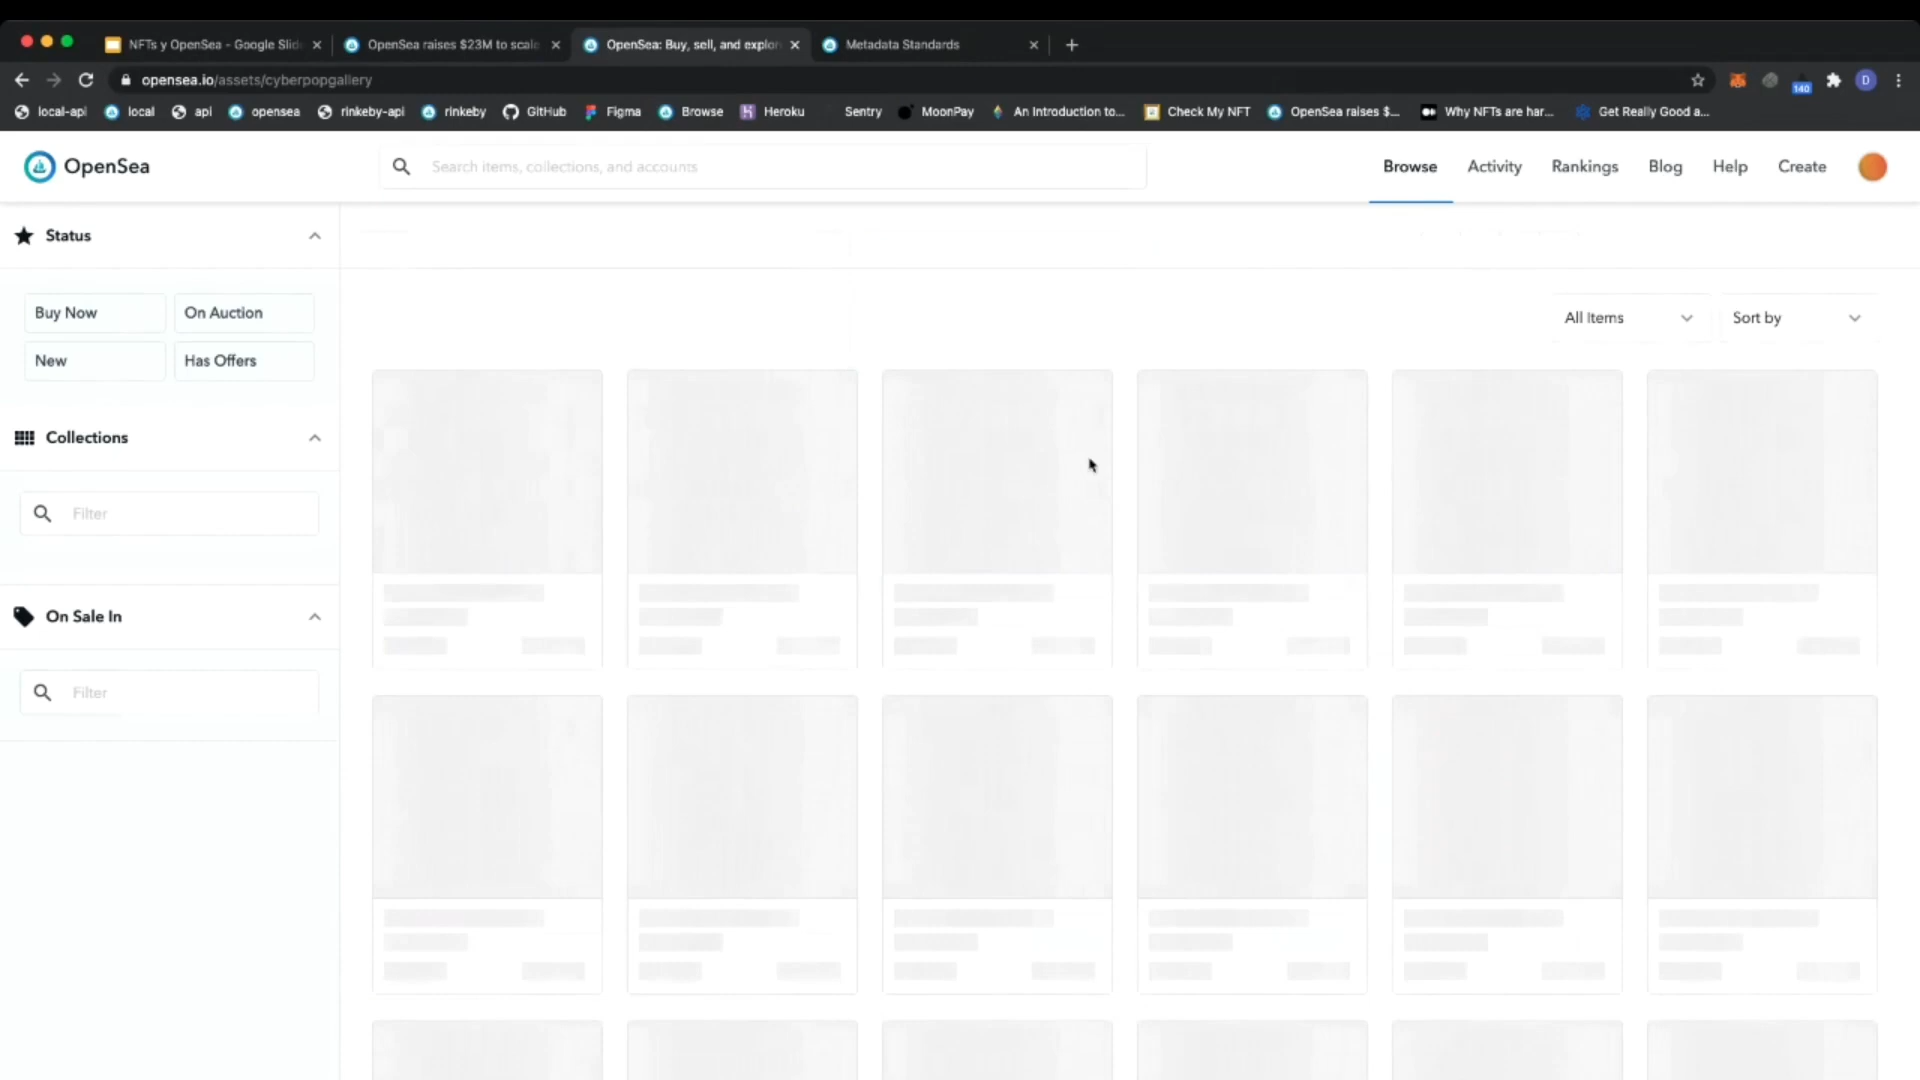 NFTs y OpenSea - Google Slid
OpenSea raises $23M to scale
OpenSea: Buy, sell, and explor
Metadata Standards
opensea.io/assets/cyberpopgallery
140
D
local-api
local
api
opensea
rinkeby-api
rinkeby
GitHub
Figma
Browse
Heroku
Sentry
MoonPay
An Introduction to...
Check My NFT
OpenSea raises $...
Why NFTs are har...
Get Really Good a...
OpenSea
Search items, collections, and accounts
Browse
Activity
Rankings
Blog
Help
Create
Status
Buy Now
On Auction
New
Has Offers
Collections
Filter
On Sale In
Filter
All Items
Sort by